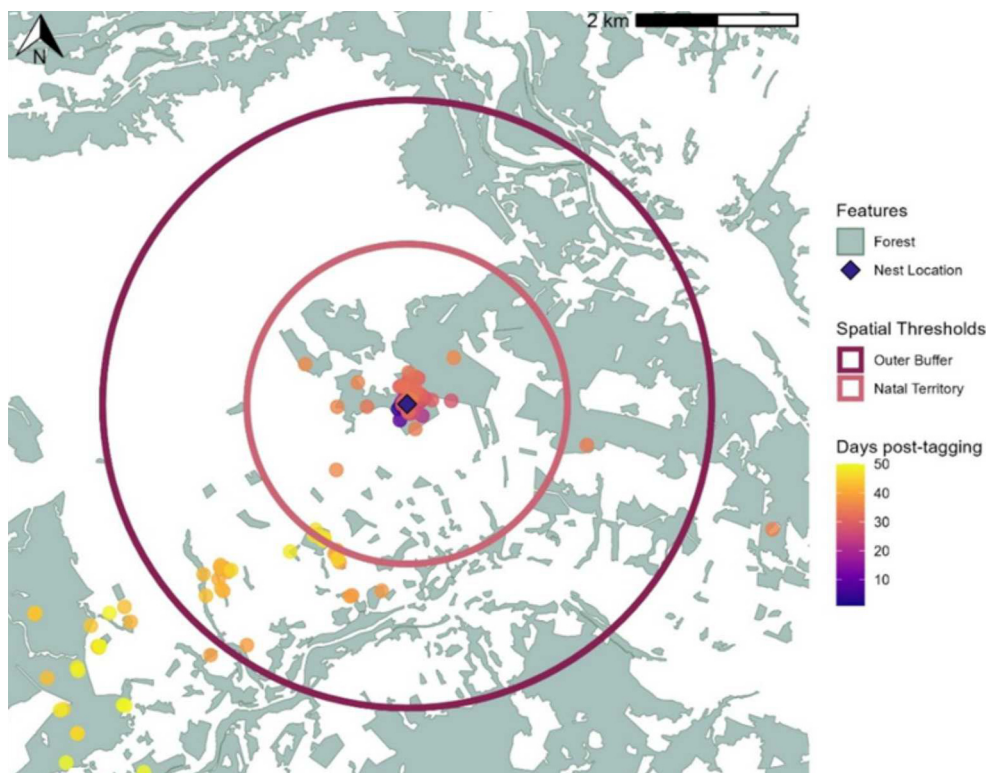 2 km
N
Features
Forest
Nest Location
Spatial Thresholds
Outer Buffer
Natal Territory
Days post-tagging
50
40
30
20
10